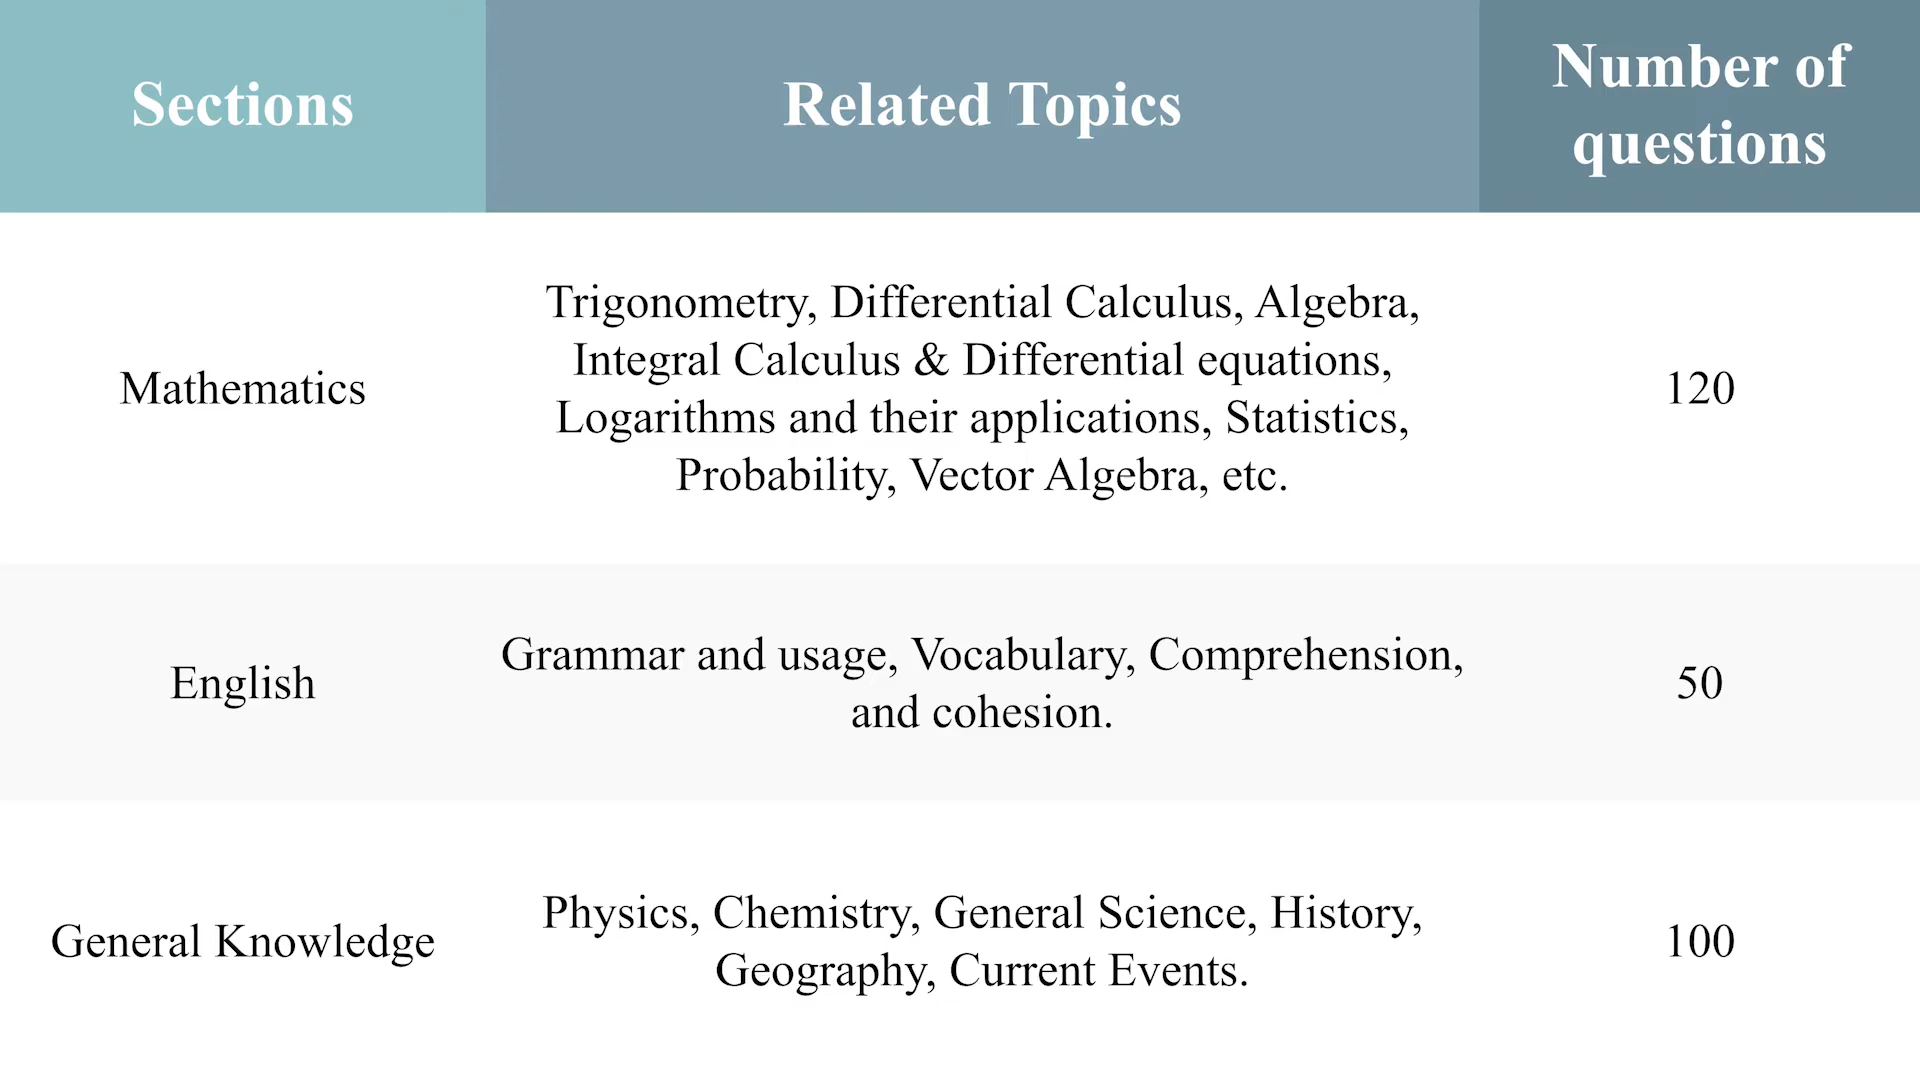 Sections
Related Topics
Number of
questions
Mathematics
Trigonometry, Differential Calculus, Algebra,
Integral Calculus & Differential equations,
Logarithms and their applications, Statistics,
Probability, Vector Algebra, etc.
120
English
Grammar and usage, Vocabulary, Comprehension,
and cohesion.
50
General Knowledge
Physics, Chemistry, General Science, History,
Geography, Current Events.
100